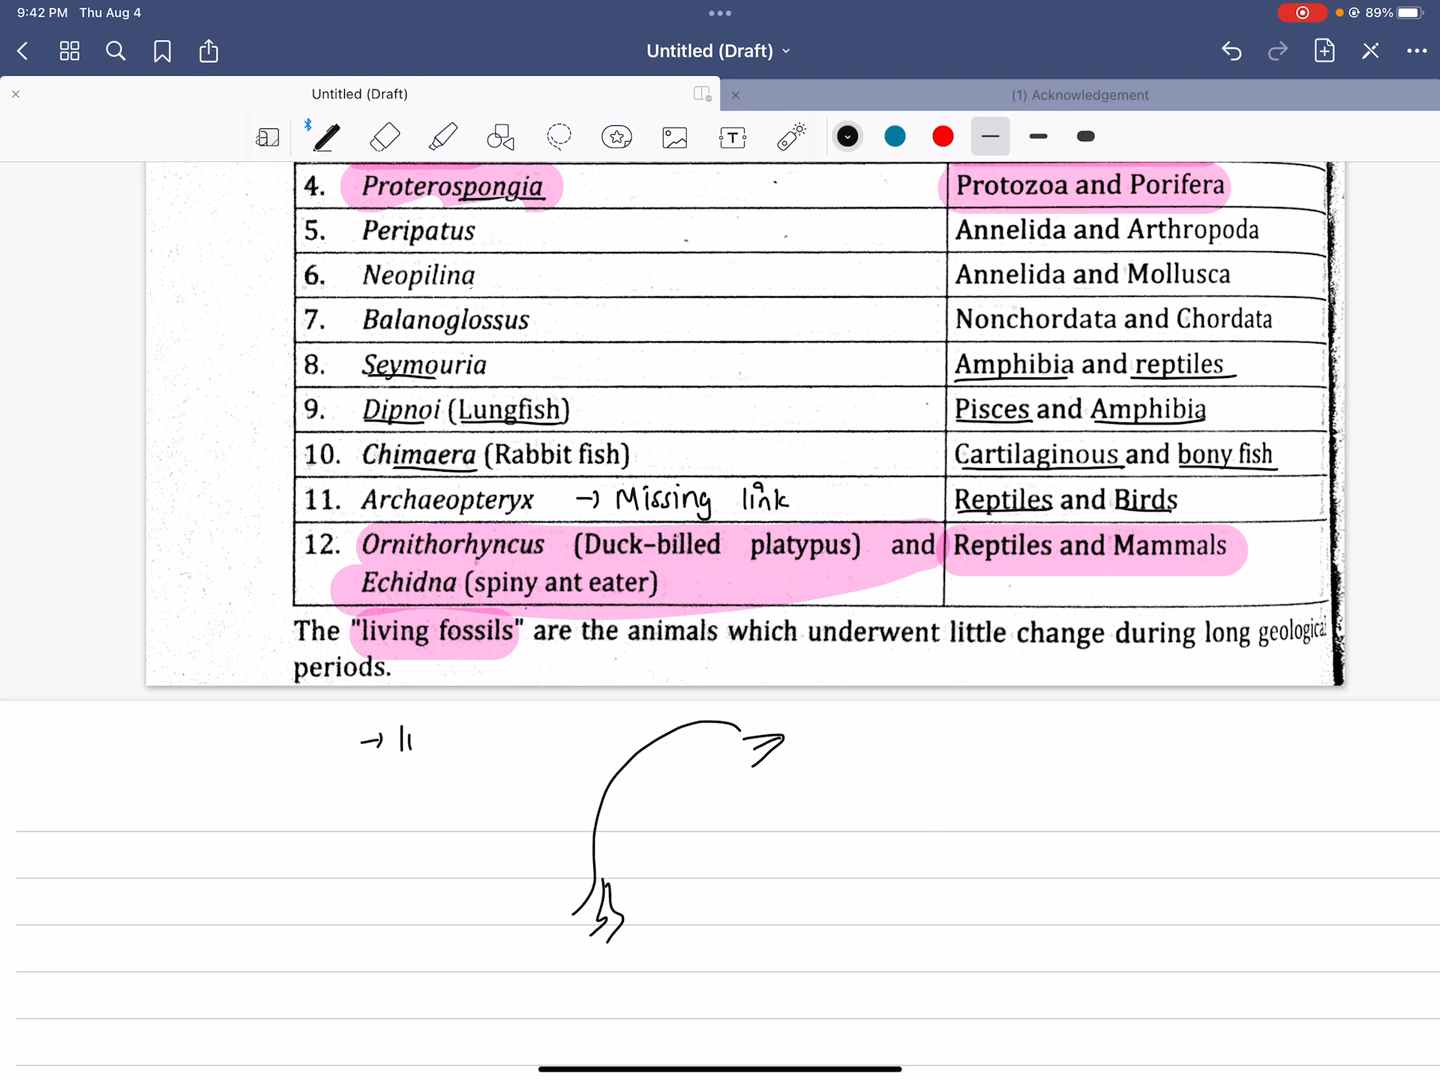 9:42 PM Thu Aug 4
89%
Untitled (Draft)
Untitled (Draft)
(1) Acknowledgement
4. Proterospongia Protozoa and Porifera
5. Peripatus Annelida and Arthropoda
6. Neopilina Annelida and Mollusca
7. Balanoglossus Nonchordata and Chordata
8. Seymouria Amphibia and reptiles
9. Dipnoi (Lungfish) Pisces and Amphibia
10. Chimaera (Rabbit fish) Cartilaginous and bony fish
11. Archaeopteryx → Missing link Reptiles and Birds
12. Ornithorhyncus (Duck-billed platypus) and Reptiles and Mammals
Echidna (spiny ant eater)
The "living fossils" are the animals which underwent little change during long geological
periods.